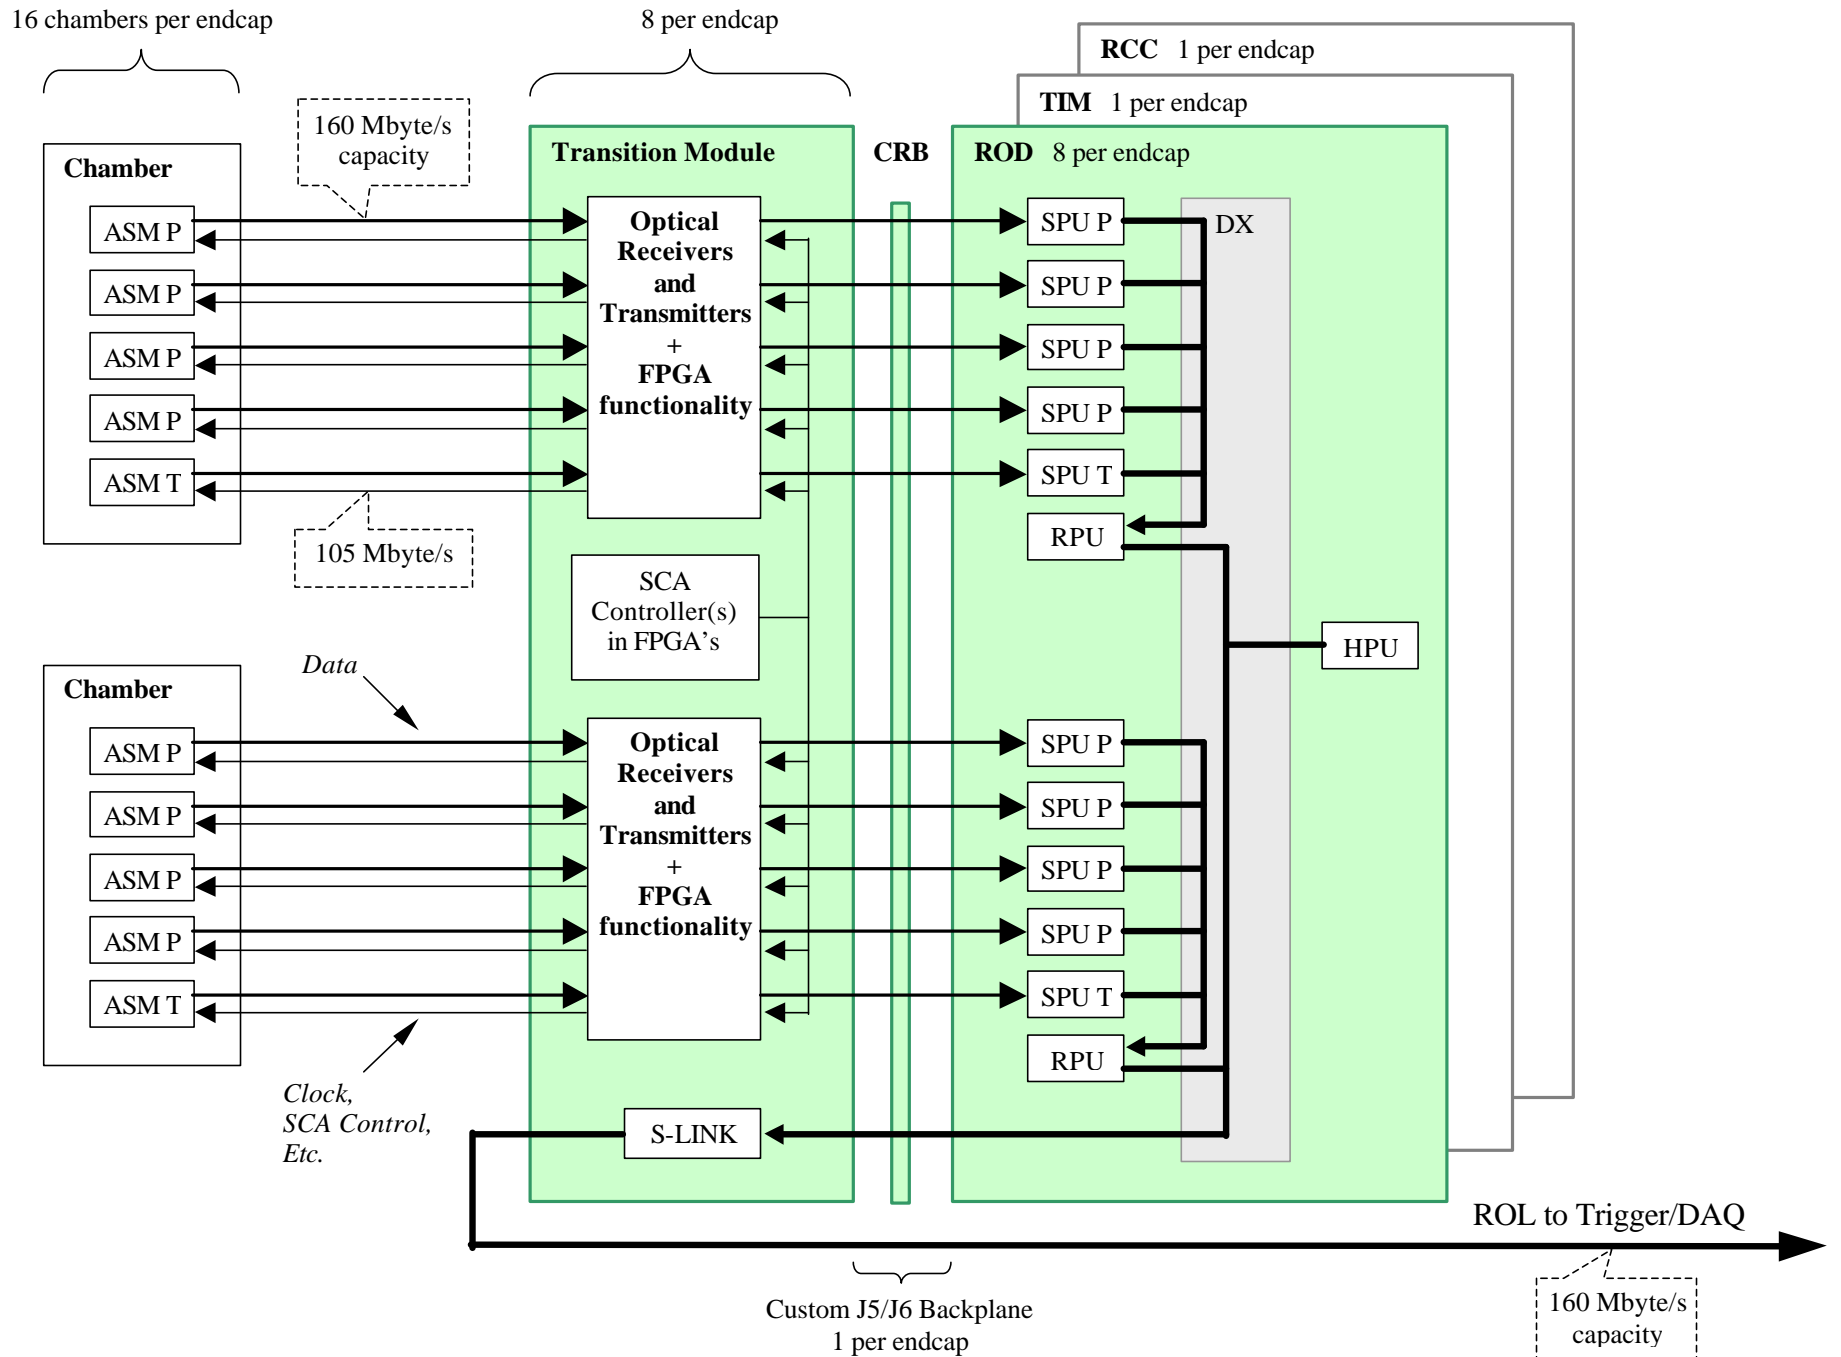 16 chambers per endcap
8 per endcap
RCC 1 per endcap
TIM 1 per endcap
160 Mbyte/s
capacity
Chamber
Transition Module
CRB
ROD 8 per endcap
ASM P
ASM P
ASM P
ASM P
ASM T
Optical
Receivers
and
Transmitters
+
FPGA
functionality
SPU P
SPU P
SPU P
SPU P
SPU T
RPU
DX
105 Mbyte/s
SCA
Controller(s)
in FPGA's
HPU
Data
Chamber
ASM P
ASM P
ASM P
ASM P
ASM T
Optical
Receivers
and
Transmitters
+
FPGA
functionality
SPU P
SPU P
SPU P
SPU P
SPU T
RPU
Clock,
SCA Control,
Etc.
S-LINK
ROL to Trigger/DAQ
Custom J5/J6 Backplane
1 per endcap
160 Mbyte/s
capacity